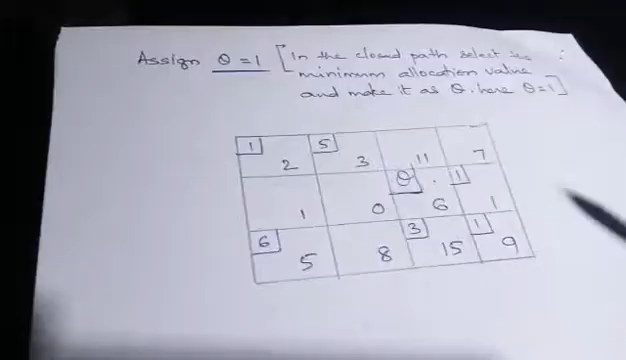 Assign θ = 1 [In the closed path select the :
minimum allocation value
and make it as θ. here θ=1]
1 2 5 3 11 7
1 0 θ 6 1 1
6 5 8 3 15 1 9